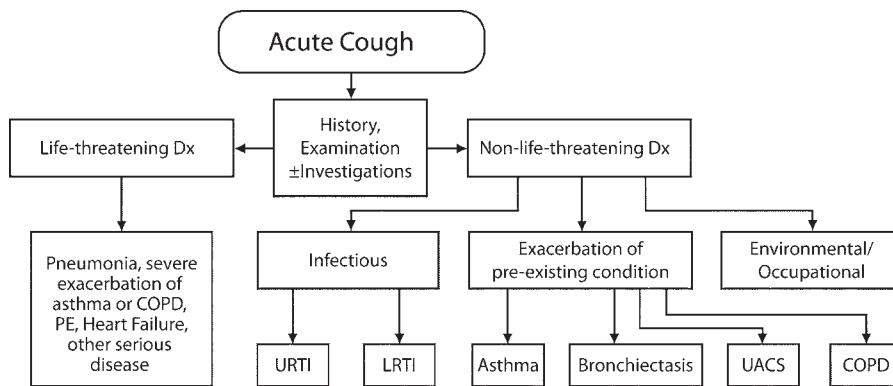 Acute Cough
History,
Examination
±Investigations
Life-threatening Dx
Non-life-threatening Dx
Pneumonia, severe
exacerbation of
asthma or COPD,
PE, Heart Failure,
other serious
disease
Infectious
Exacerbation of
pre-existing condition
Environmental/
Occupational
URTI
LRTI
Asthma
Bronchiectasis
UACS
COPD